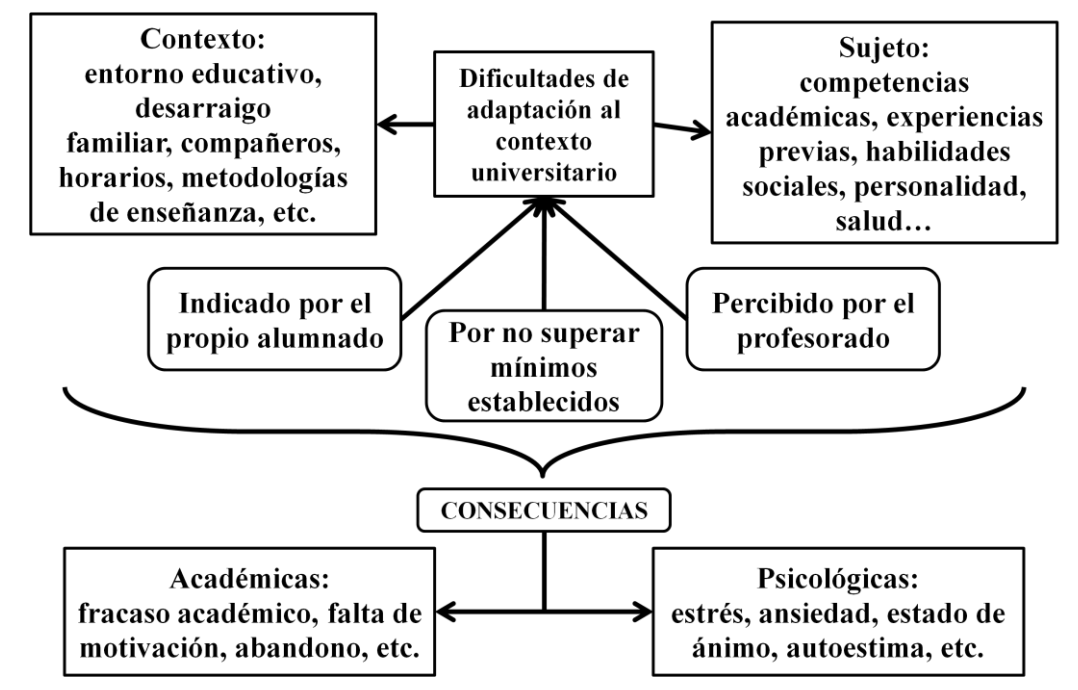 Contexto:
entorno educativo,
desarraigo
familiar, compañeros,
horarios, metodologías
de enseñanza, etc.
Dificultades de
adaptación al
contexto
universitario
Sujeto:
competencias
académicas, experiencias
previas, habilidades
sociales, personalidad,
salud…
Indicado por el
propio alumnado
Por no superar
mínimos
establecidos
Percibido por el
profesorado
CONSECUENCIAS
Académicas:
fracaso académico, falta de
motivación, abandono, etc.
Psicológicas:
estrés, ansiedad, estado de
ánimo, autoestima, etc.